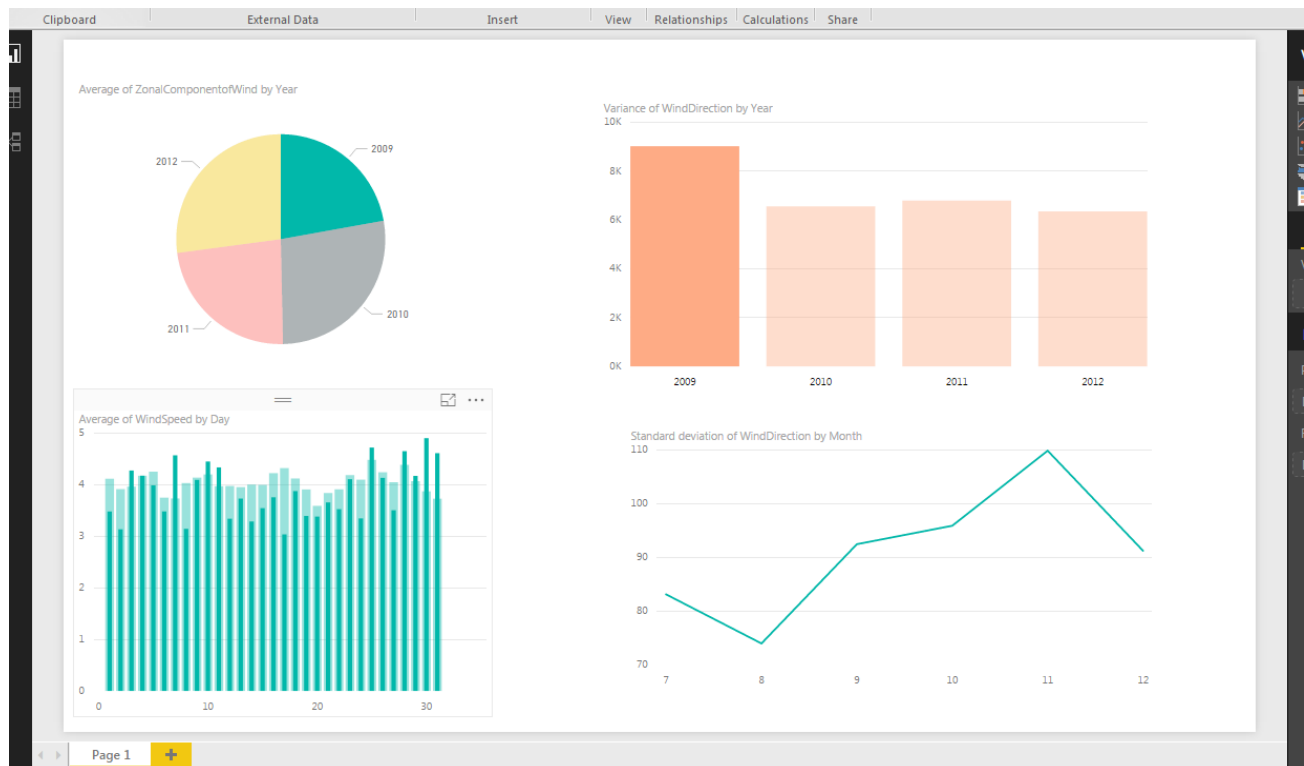 Clipboard External Data Insert View Relationships Calculations Share
Average of ZonalComponentofWind by Year
2012
2009
2011
2010
Variance of WindDirection by Year
10K
8K
6K
4K
2K
0K
2009 2010 2011 2012
Average of WindSpeed by Day
5
4
3
2
1
0
0 10 20 30
Standard deviation of WindDirection by Month
110
100
90
80
70
7 8 9 10 11 12
Page 1